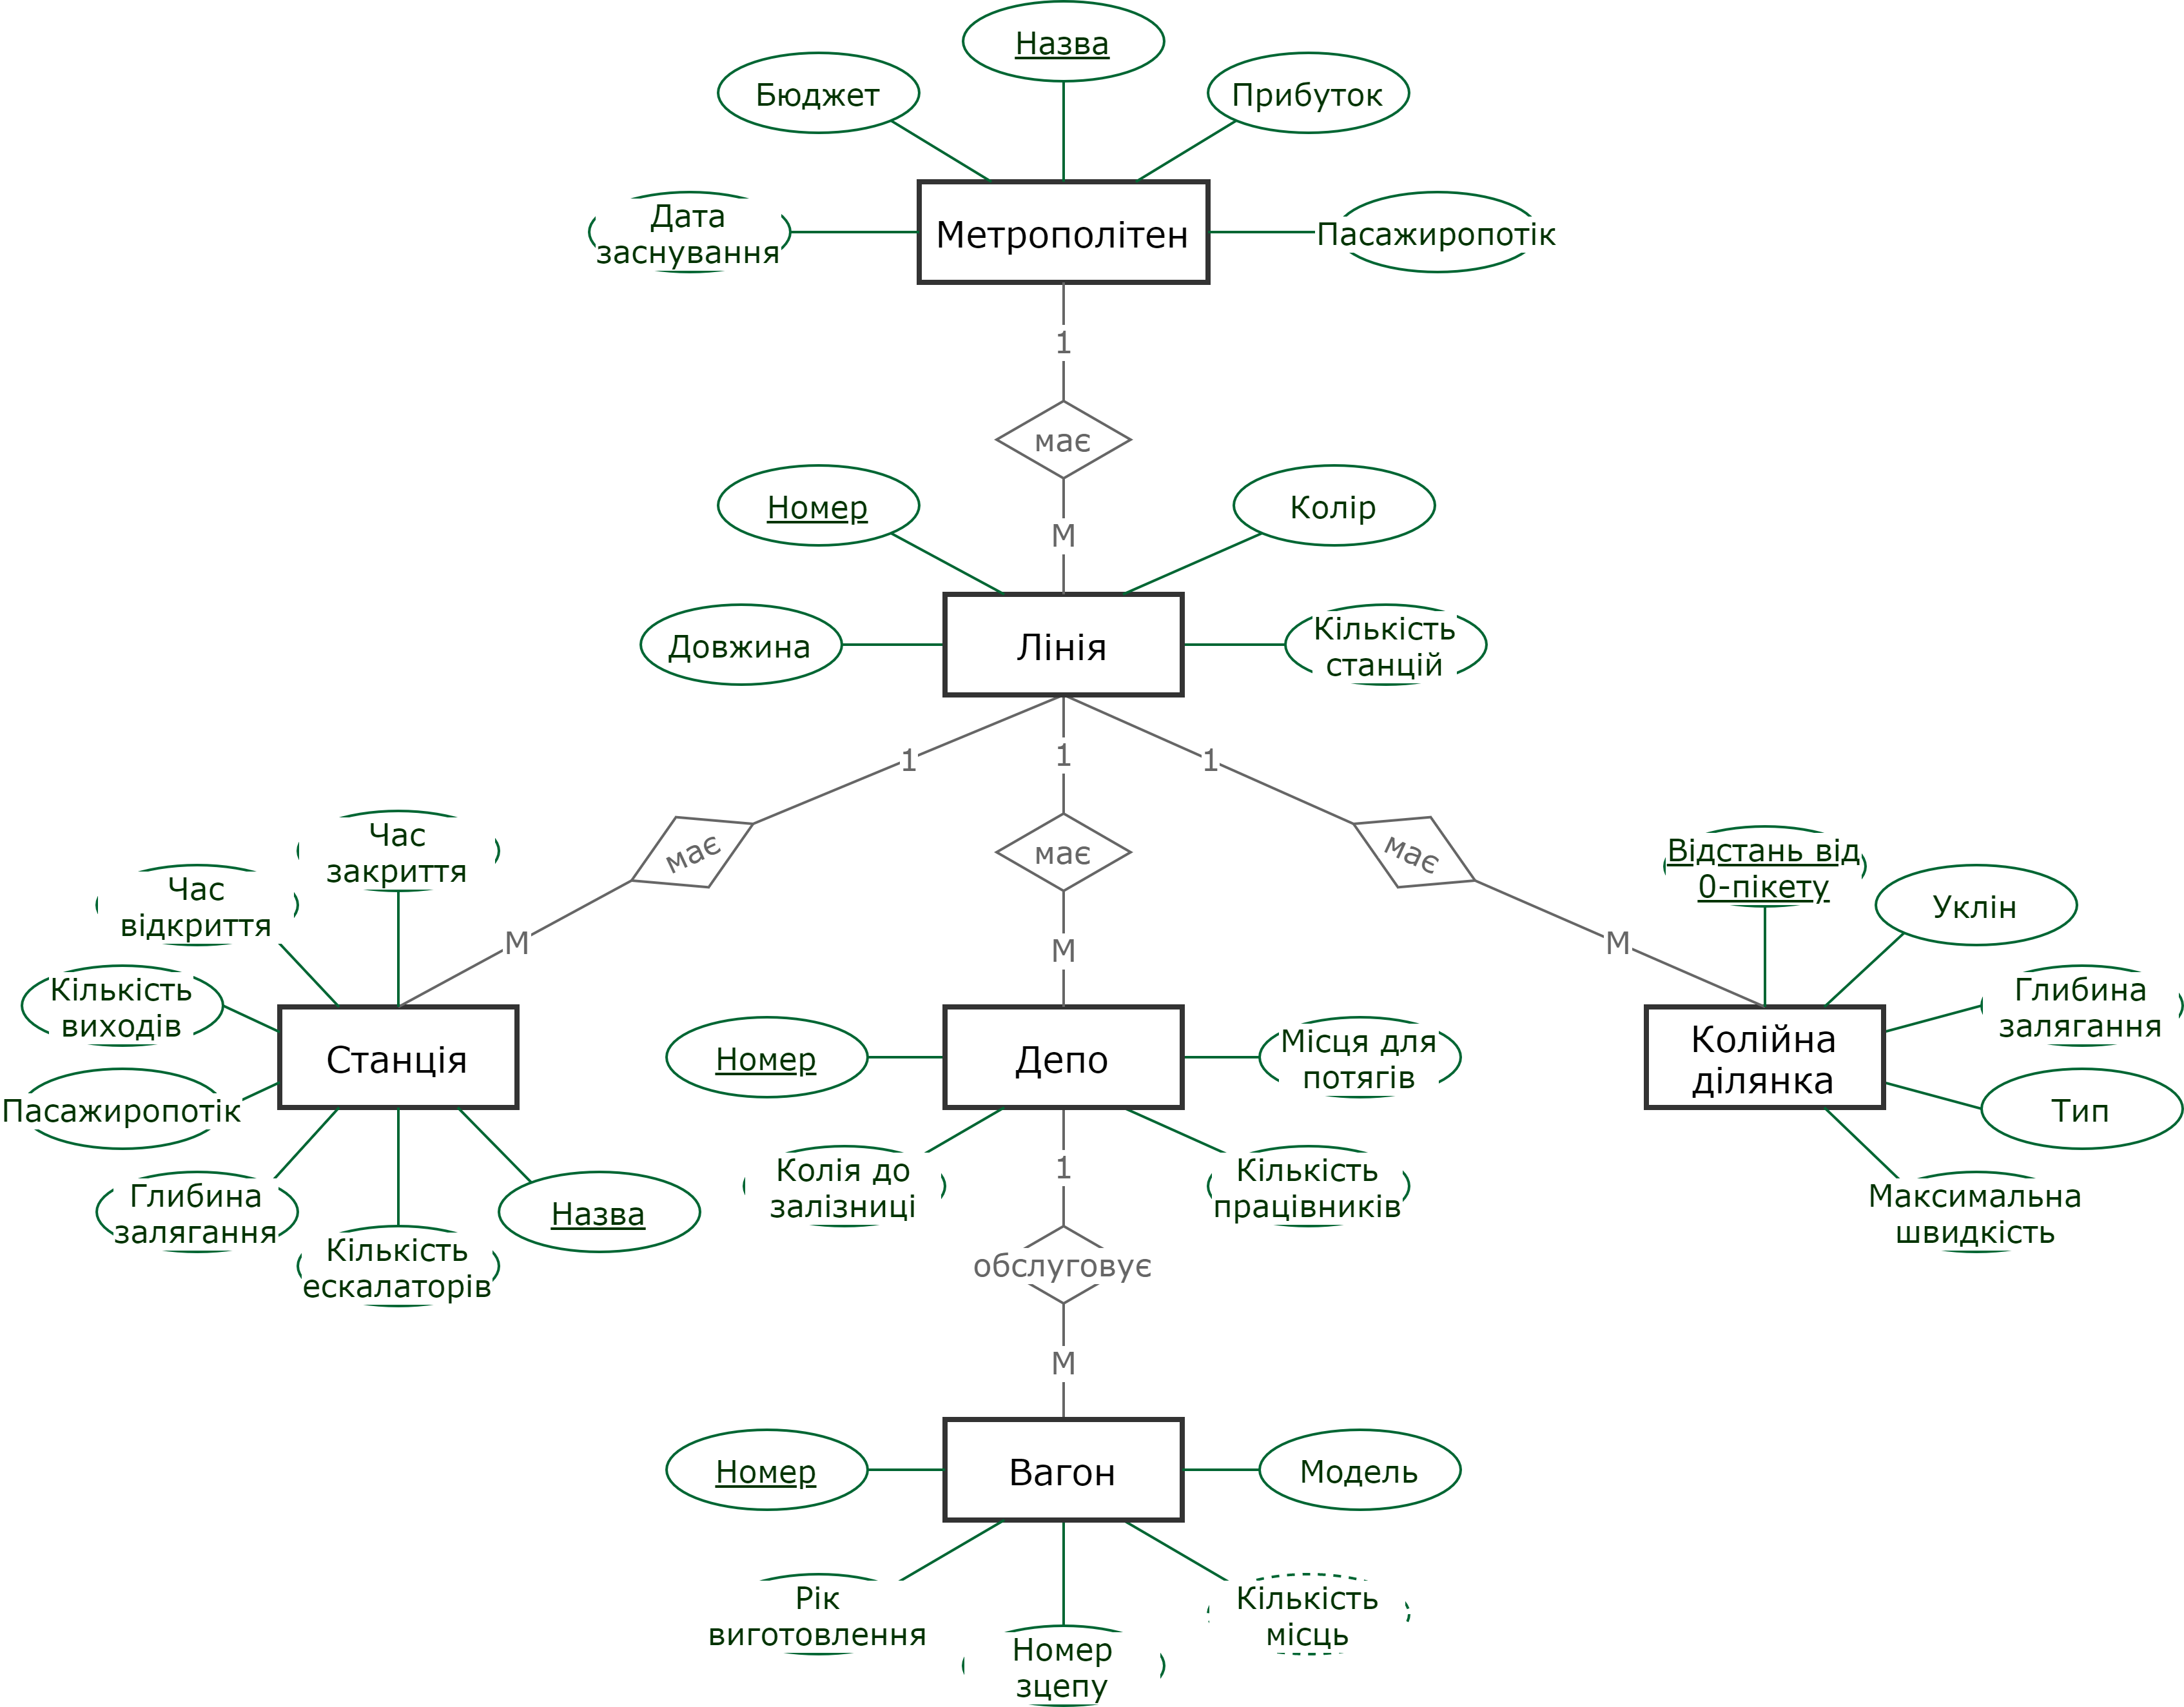 Назва
Бюджет
Прибуток
Дата
заснування
Метрополітен
Пасажиропотік
1
має
М
Номер
Колір
Довжина
Лінія
Кількість
станцій
1
1
1
має
має
має
М
М
М
Час
закриття
Час
відкриття
Кількість
виходів
Пасажиропотік
Станція
Глибина
залягання
Кількість
ескалаторів
Назва
Номер
Депо
Місця для
потягів
Колія до
залізниці
Кількість
працівників
Відстань від
0-пікету
Уклін
Глибина
залягання
Колійна
ділянка
Тип
Максимальна
швидкість
1
обслуговує
М
Номер
Вагон
Модель
Рік
виготовлення
Номер
зцепу
Кількість
місць